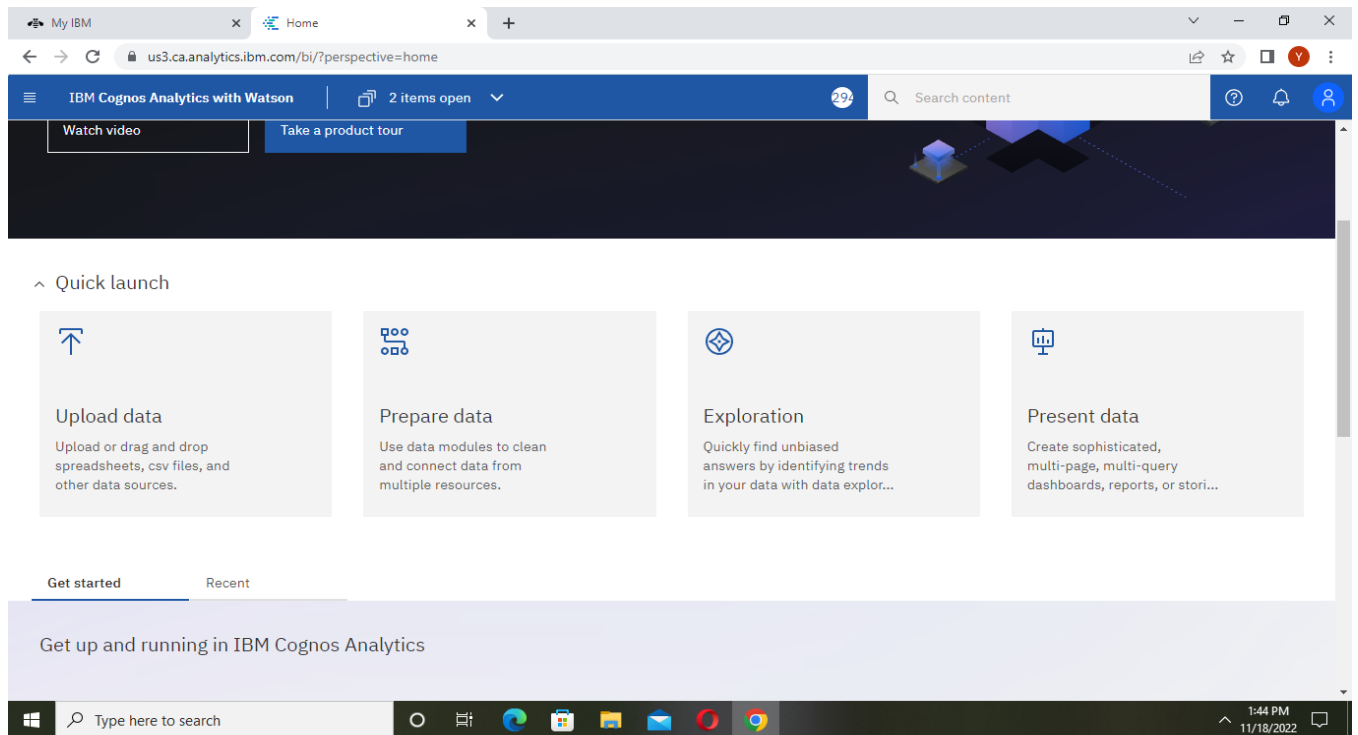 My IBM
Home
us3.ca.analytics.ibm.com/bi/?perspective=home
Y
IBM Cognos Analytics with Watson
2 items open
294
Search content
Watch video
Take a product tour
Quick launch
Upload data
Upload or drag and drop
spreadsheets, csv files, and
other data sources.
Prepare data
Use data modules to clean
and connect data from
multiple resources.
Exploration
Quickly find unbiased
answers by identifying trends
in your data with data explor...
Present data
Create sophisticated,
multi-page, multi-query
dashboards, reports, or stori...
Get started
Recent
Get up and running in IBM Cognos Analytics
Type here to search
1:44 PM
11/18/2022